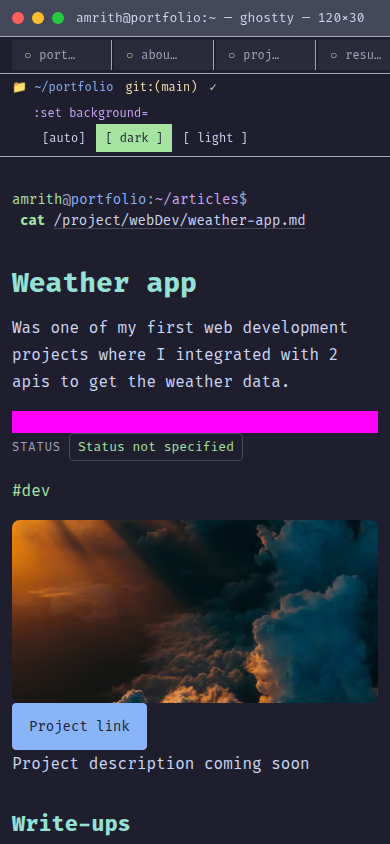 amrith@portfolio:~ — ghostty — 120×30
○ port… ○ abou… ○ proj… ○ resu…
📁 ~/portfolio git:(main) ✓
:set background=
[auto] [ dark ] [ light ]
amrith@portfolio:~/articles$
cat /project/webDev/weather-app.md
Weather app
Was one of my first web development
projects where I integrated with 2
apis to get the weather data.
STATUS Status not specified
#dev
Project link
Project description coming soon
Write-ups